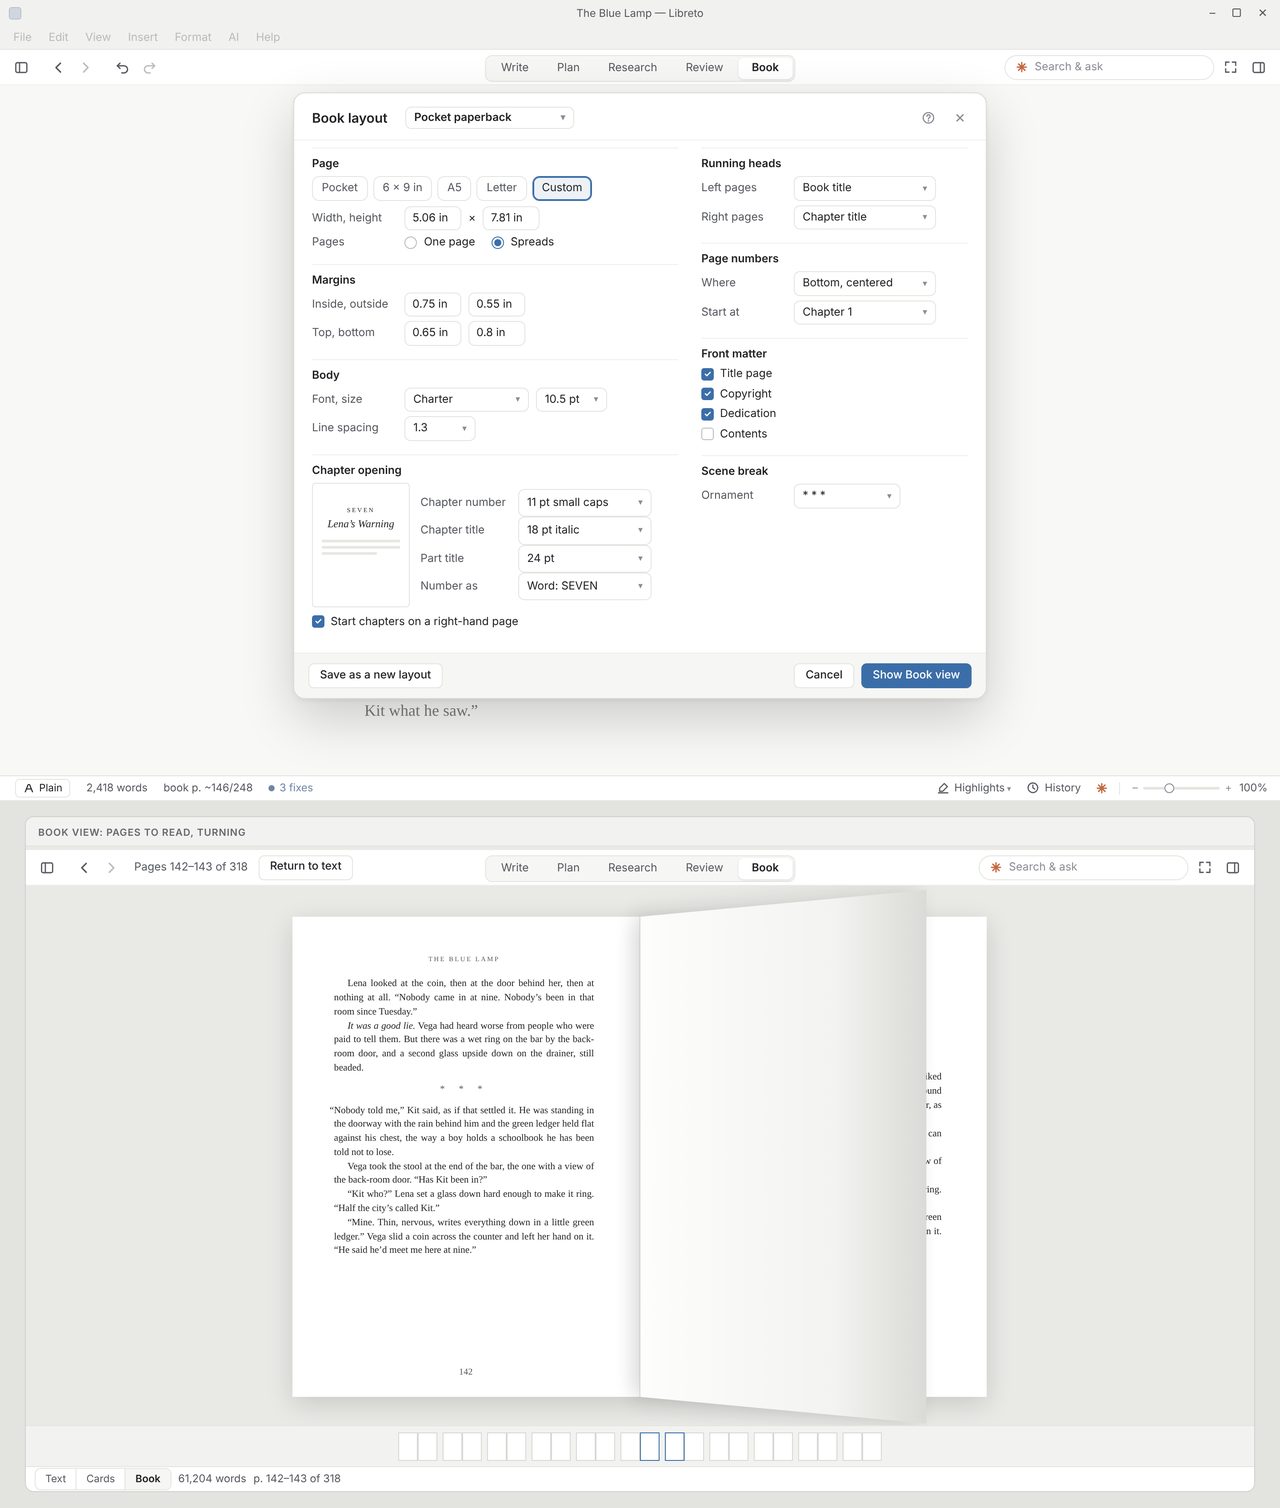 The Blue Lamp — Libreto
File Edit View Insert Format AI Help
Write Plan Research Review Book
Search & ask
Book layout
Pocket paperback
Page
Pocket 6 × 9 in A5 Letter Custom
Width, height 5.06 in × 7.81 in
Pages One page Spreads
Margins
Inside, outside 0.75 in 0.55 in
Top, bottom 0.65 in 0.8 in
Body
Font, size Charter 10.5 pt
Line spacing 1.3
Chapter opening
SEVEN
Lena’s Warning
Chapter number 11 pt small caps
Chapter title 18 pt italic
Part title 24 pt
Number as Word: SEVEN
Start chapters on a right-hand page
Running heads
Left pages Book title
Right pages Chapter title
Page numbers
Where Bottom, centered
Start at Chapter 1
Front matter
Title page
Copyright
Dedication
Contents
Scene break
Ornament * * *
Save as a new layout
Cancel Show Book view
Kit what he saw.”
A Plain 2,418 words book p. ~146/248 3 fixes
Highlights History − + 100%
BOOK VIEW: PAGES TO READ, TURNING
Pages 142–143 of 318 Return to text
Write Plan Research Review Book
Search & ask
THE BLUE LAMP
Lena looked at the coin, then at the door behind her, then at
nothing at all. “Nobody came in at nine. Nobody’s been in that
room since Tuesday.”
It was a good lie. Vega had heard worse from people who were
paid to tell them. But there was a wet ring on the bar by the back-
room door, and a second glass upside down on the drainer, still
beaded.
* * *
“Nobody told me,” Kit said, as if that settled it. He was standing in
the doorway with the rain behind him and the green ledger held flat
against his chest, the way a boy holds a schoolbook he has been
told not to lose.
Vega took the stool at the end of the bar, the one with a view of
the back-room door. “Has Kit been in?”
“Kit who?” Lena set a glass down hard enough to make it ring.
“Half the city’s called Kit.”
“Mine. Thin, nervous, writes everything down in a little green
ledger.” Vega slid a coin across the counter and left her hand on it.
“He said he’d meet me here at nine.”
142
as
can
of
it.
Text Cards Book 61,204 words p. 142–143 of 318